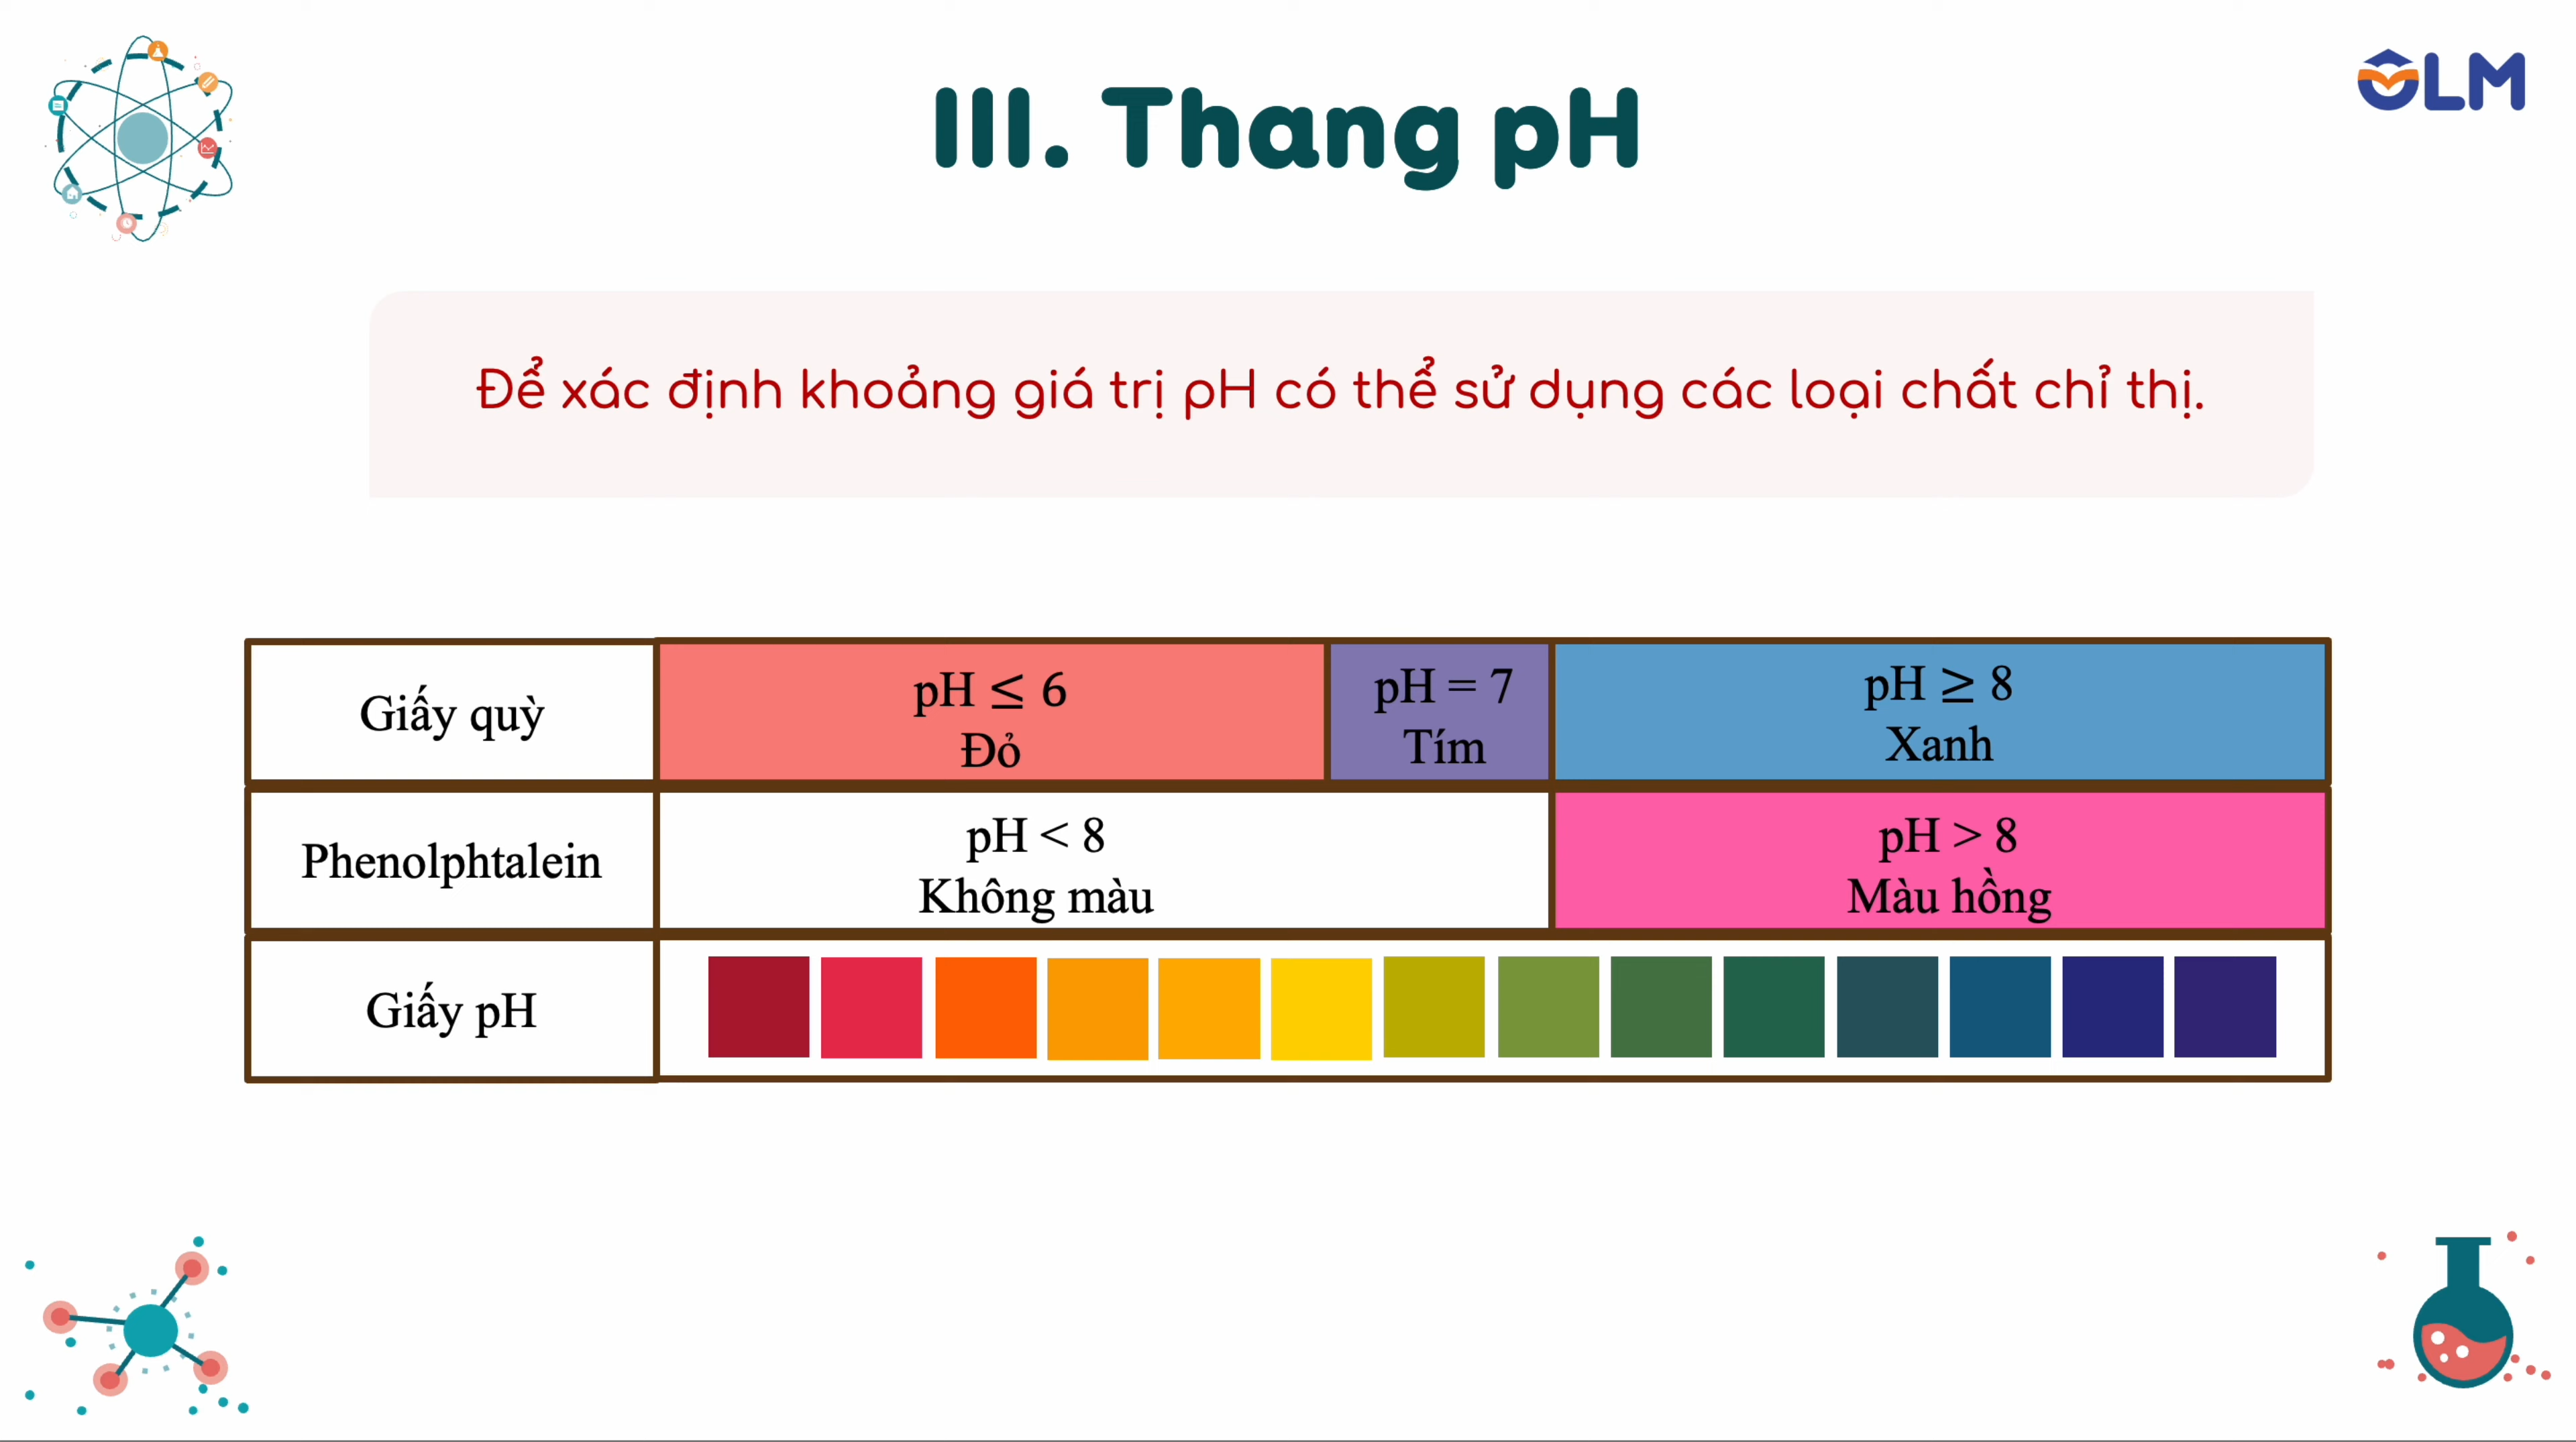 OLM
III. Thang pH
Để xác định khoảng giá trị pH có thể sử dụng các loại chất chỉ thị.
Giấy quỳ
pH ≤ 6
Đỏ
pH = 7
Tím
pH ≥ 8
Xanh
Phenolphtalein
pH < 8
Không màu
pH > 8
Màu hồng
Giấy pH